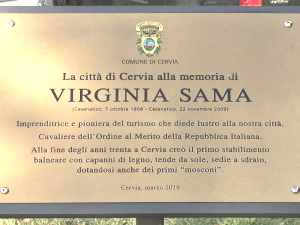 COMUNE DI CERVIA
La città di Cervia alla memoria di
VIRGINIA SAMA
(Cesenatico, 7 ottobre 1908 - Cesenatico, 22 novembre 2009)
Imprenditrice e pioniera del turismo che diede lustro alla nostra città.
Cavaliere dell'Ordine al Merito della Repubblica Italiana.
Alla fine degli anni trenta a Cervia creò il primo stabilimento
balneare con capanni di legno, tende da sole, sedie a sdraio,
dotandosi anche dei primi "mosconi".
Cervia, marzo 2019